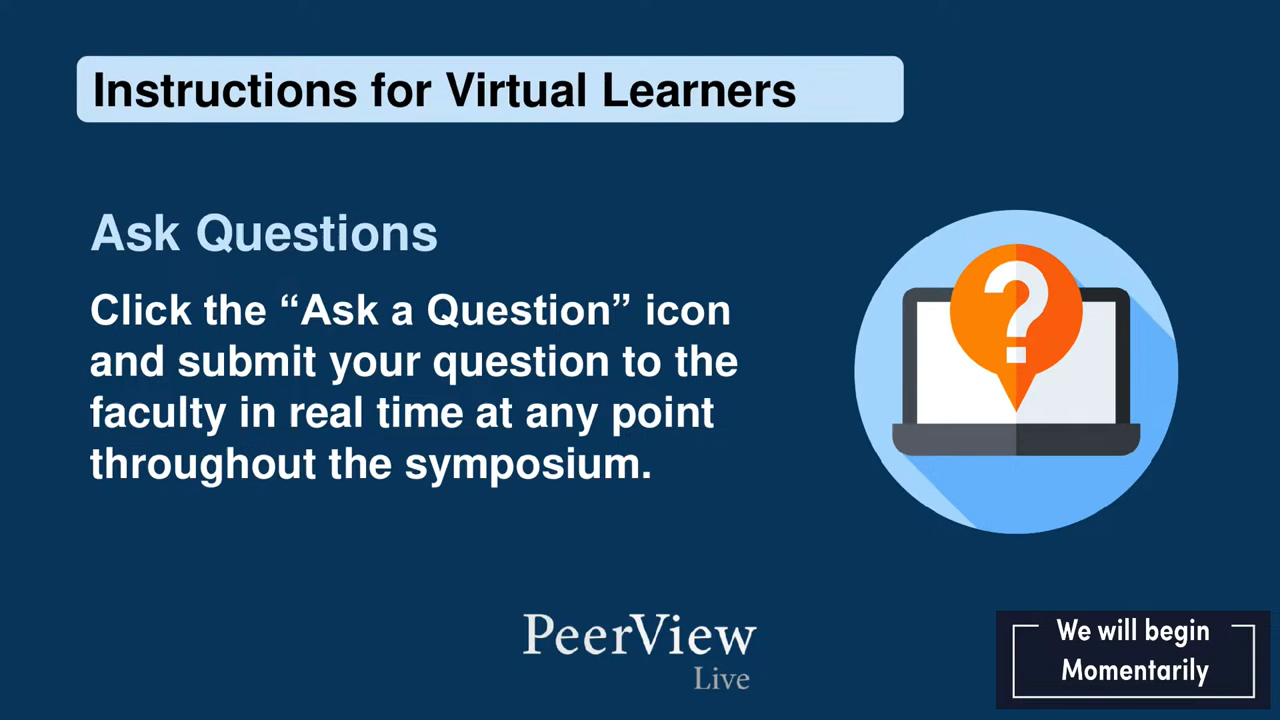 Instructions for Virtual Learners
Ask Questions
Click the “Ask a Question” icon
and submit your question to the
faculty in real time at any point
throughout the symposium.
?
PeerView
Live
We will begin
Momentarily